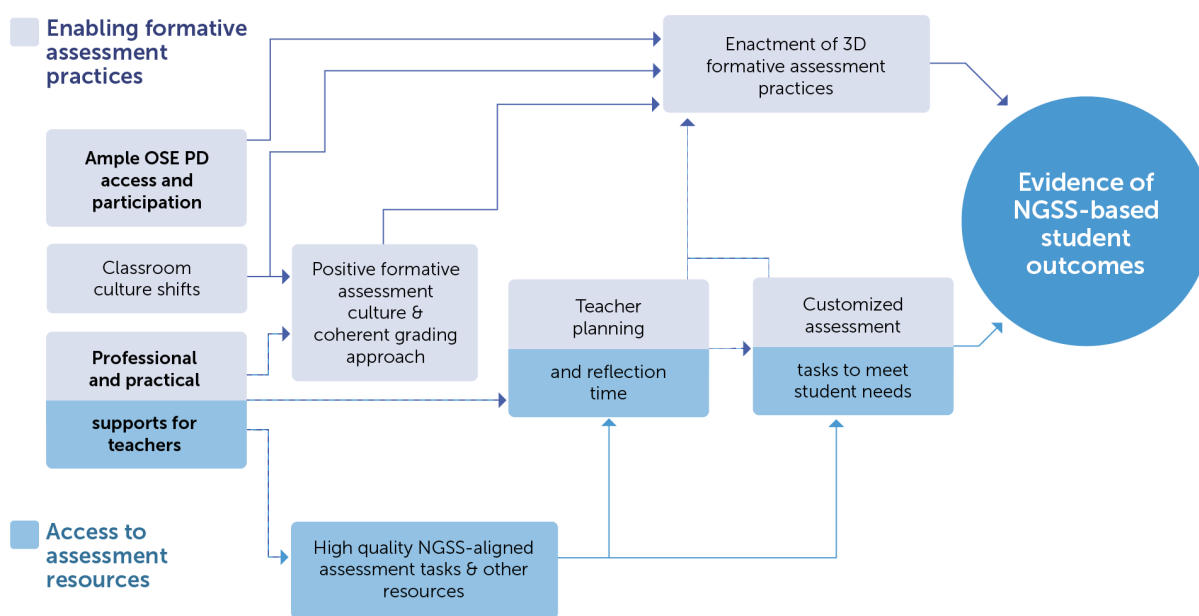 Enabling formative
assessment
practices
Enactment of 3D
formative assessment
practices
Ample OSE PD
access and
participation
Evidence of
NGSS-based
student
outcomes
Classroom
culture shifts
Positive formative
assessment
culture &
coherent grading
approach
Teacher
planning
and reflection
time
Customized
assessment
tasks to meet
student needs
Professional
and practical
supports for
teachers
Access to
assessment
resources
High quality NGSS-aligned
assessment tasks & other
resources